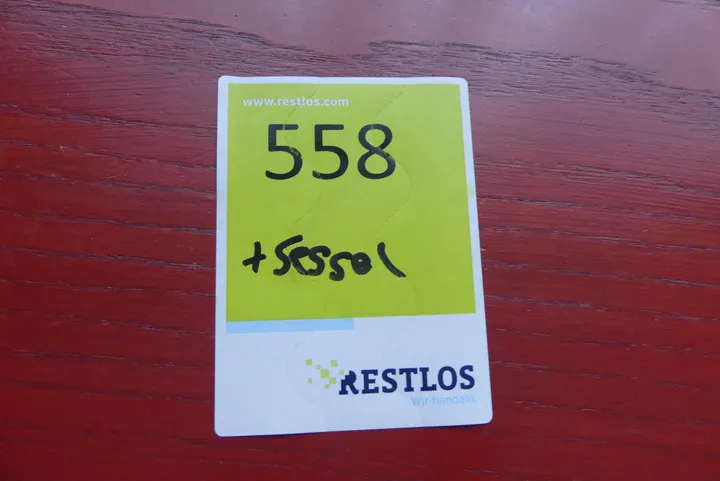 www.restlos.com
558
+ Sessel
RESTLOS
Wir handeln.